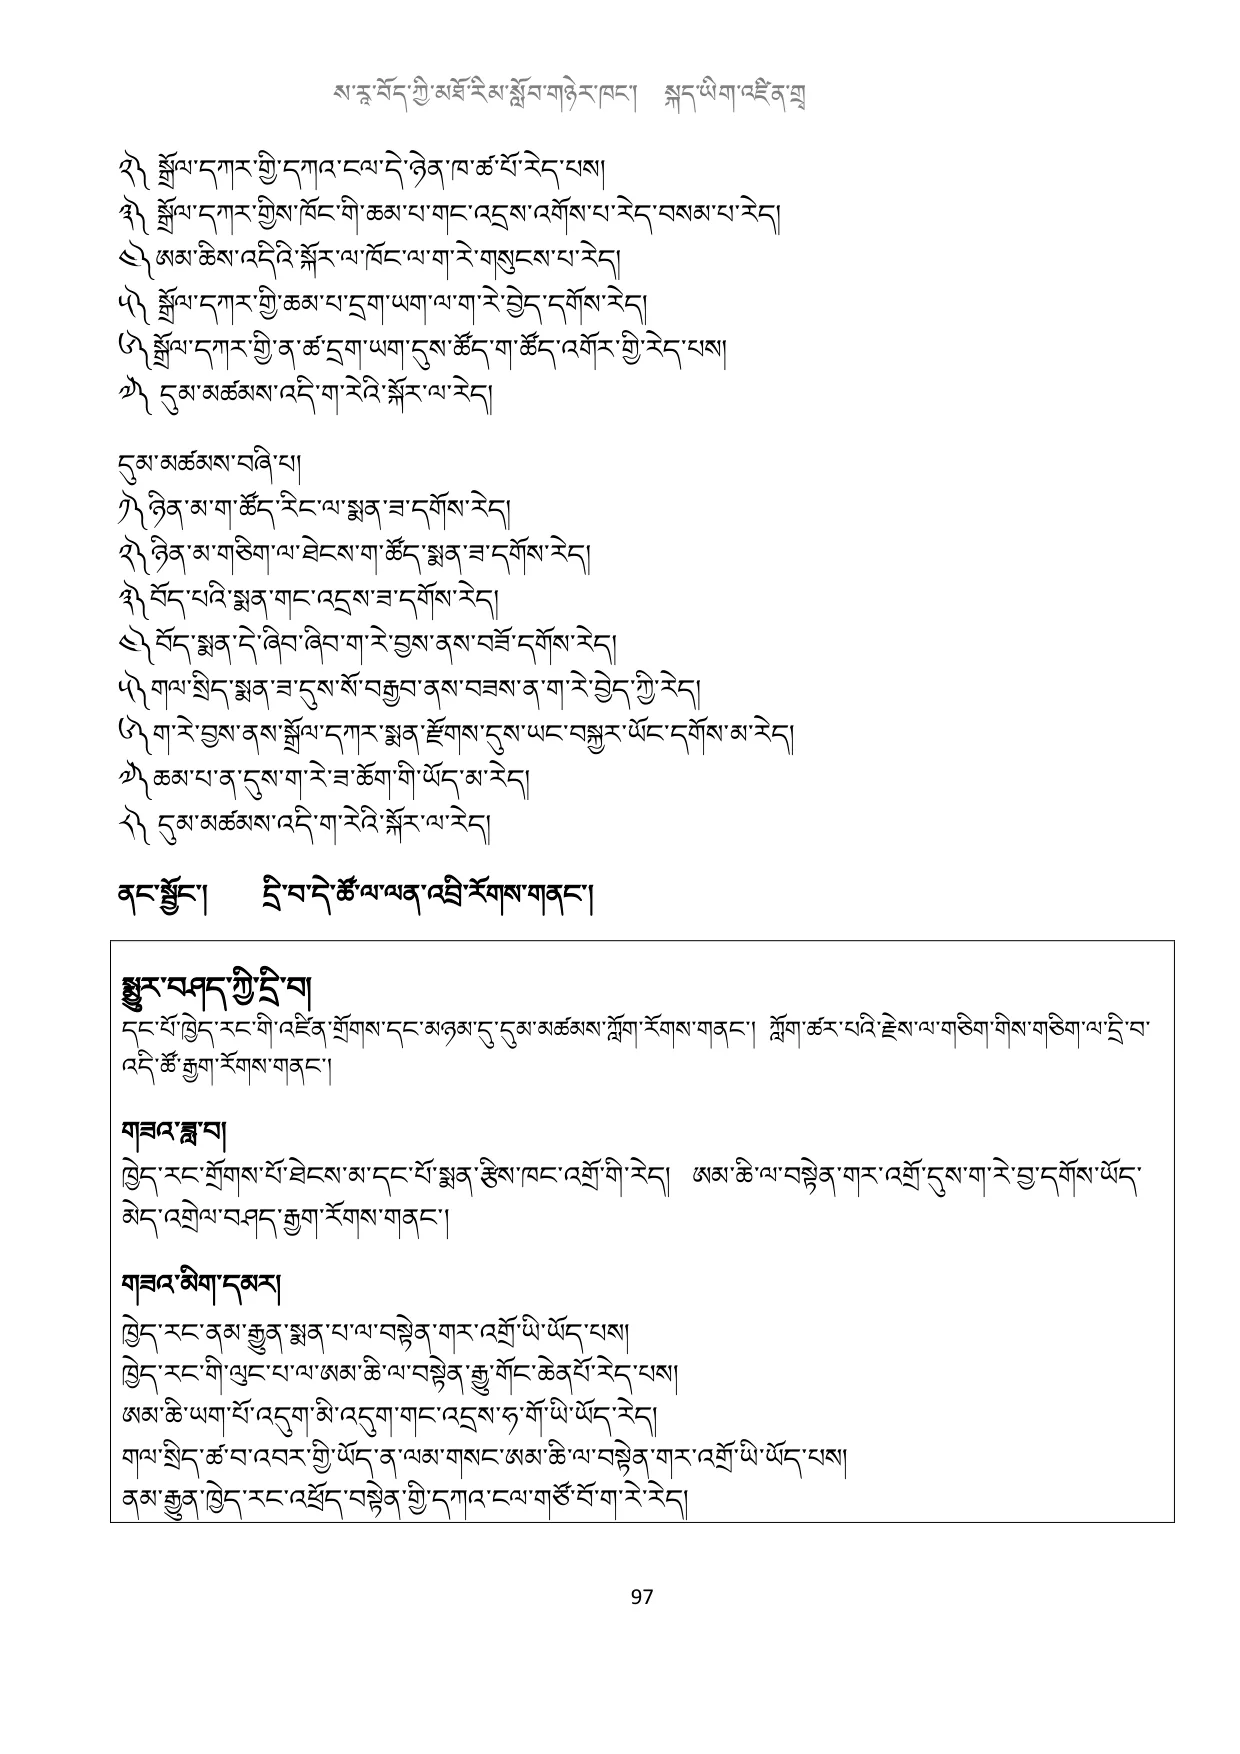 ས་རཱ་བོད་ཀྱི་མཐོ་རིམ་སློབ་གཉེར་ཁང་། སྐད་ཡིག་འཛིན་གྲྭ
༢༽ སྒྲོལ་དཀར་གྱི་དཀའ་ངལ་དེ་ཉེན་ཁ་ཚ་པོ་རེད་པས།
༣༽ སྒྲོལ་དཀར་གྱིས་ཁོང་གི་ཆམ་པ་གང་འདྲས་འགོས་པ་རེད་བསམ་པ་རེད།
༤༽ ཨམ་ཆིས་འདིའི་སྐོར་ལ་ཁོང་ལ་ག་རེ་གསུངས་པ་རེད།
༥༽ སྒྲོལ་དཀར་གྱི་ཆམ་པ་དྲག་ཡག་ལ་ག་རེ་བྱེད་དགོས་རེད།
༦༽ སྒྲོལ་དཀར་གྱི་ན་ཚ་དྲག་ཡག་དུས་ཚོད་ག་ཚོད་འགོར་གྱི་རེད་པས།
༧༽ དུམ་མཚམས་འདི་ག་རེའི་སྐོར་ལ་རེད།
དུམ་མཚམས་བཞི་པ།
༡༽ ཉིན་མ་ག་ཚོད་རིང་ལ་སྨན་ཟ་དགོས་རེད།
༢༽ ཉིན་མ་གཅིག་ལ་ཐེངས་ག་ཚོད་སྨན་ཟ་དགོས་རེད།
༣༽ བོད་པའི་སྨན་གང་འདྲས་ཟ་དགོས་རེད།
༤༽ བོད་སྨན་དེ་ཞིབ་ཞིབ་ག་རེ་བྱས་ནས་བཟོ་དགོས་རེད།
༥༽ གལ་སྲིད་སྨན་ཟ་དུས་སོ་བརྒྱབ་ནས་བཟས་ན་ག་རེ་བྱེད་ཀྱི་རེད།
༦༽ ག་རེ་བྱས་ནས་སྒྲོལ་དཀར་སྨན་རྫོགས་དུས་ཡང་བསྐྱར་ཡོང་དགོས་མ་རེད།
༧༽ ཆམ་པ་ན་དུས་ག་རེ་ཟ་ཆོག་གི་ཡོད་མ་རེད།
༨༽ དུམ་མཚམས་འདི་ག་རེའི་སྐོར་ལ་རེད།
ནང་སྦྱོང་། དྲི་བ་དེ་ཚོ་ལ་ལན་འབྲི་རོགས་གནང་།
སྨྱུར་བཤད་ཀྱི་དྲི་བ།
དང་པོ་ཁྱེད་རང་གི་འཛིན་གྲོགས་དང་མཉམ་དུ་དུམ་མཚམས་ཀློག་རོགས་གནང་། ཀློག་ཚར་པའི་རྗེས་ལ་གཅིག་གིས་གཅིག་ལ་དྲི་བ་
འདི་ཚོ་རྒྱག་རོགས་གནང་།
གཟའ་ཟླ་བ།
ཁྱེད་རང་གྲོགས་པོ་ཐེངས་མ་དང་པོ་སྨན་རྩིས་ཁང་འགྲོ་གི་རེད། ཨམ་ཆི་ལ་བསྟེན་གར་འགྲོ་དུས་ག་རེ་བྱ་དགོས་ཡོད་
མེད་འགྲེལ་བཤད་རྒྱག་རོགས་གནང་།
གཟའ་མིག་དམར།
ཁྱེད་རང་ནམ་རྒྱུན་སྨན་པ་ལ་བསྟེན་གར་འགྲོ་ཡི་ཡོད་པས།
ཁྱེད་རང་གི་ལུང་པ་ལ་ཨམ་ཆི་ལ་བསྟེན་རྒྱུ་གོང་ཆེནཔོ་རེད་པས།
ཨམ་ཆི་ཡག་པོ་འདུག་མི་འདུག་གང་འདྲས་ཧ་གོ་ཡི་ཡོད་རེད།
གལ་སྲིད་ཚ་བ་འབར་གྱི་ཡོད་ན་ལམ་གསང་ཨམ་ཆི་ལ་བསྟེན་གར་འགྲོ་ཡི་ཡོད་པས།
ནམ་རྒྱུན་ཁྱེད་རང་འཕྲོད་བསྟེན་གྱི་དཀའ་ངལ་གཙོ་བོ་ག་རེ་རེད།
97